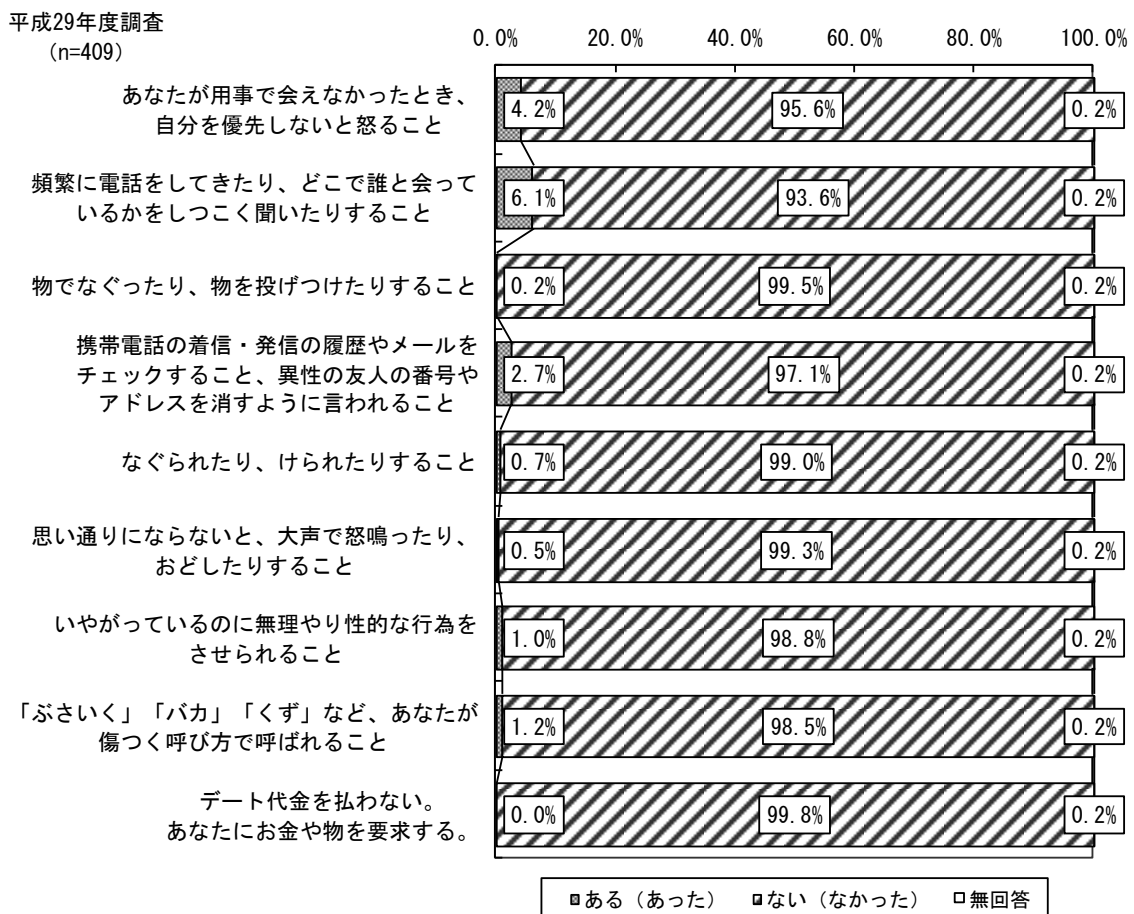 平成29年度調査
(n=409)
0.0% 20.0% 40.0% 60.0% 80.0% 100.0%
あなたが用事で会えなかったとき、
自分を優先しないと怒ること
4.2% 95.6% 0.2%
頻繁に電話をしてきたり、どこで誰と会って
いるかをしつこく聞いたりすること
6.1% 93.6% 0.2%
物でなぐったり、物を投げつけたりすること
0.2% 99.5% 0.2%
携帯電話の着信・発信の履歴やメールを
チェックすること、異性の友人の番号や
アドレスを消すように言われること
2.7% 97.1% 0.2%
なぐられたり、けられたりすること
0.7% 99.0% 0.2%
思い通りにならないと、大声で怒鳴ったり、
おどしたりすること
0.5% 99.3% 0.2%
いやがっているのに無理やり性的な行為を
させられること
1.0% 98.8% 0.2%
「ぶさいく」「バカ」「くず」など、あなたが
傷つく呼び方で呼ばれること
1.2% 98.5% 0.2%
デート代金を払わない。
あなたにお金や物を要求する。
0.0% 99.8% 0.2%
ある（あった） ない（なかった） 無回答